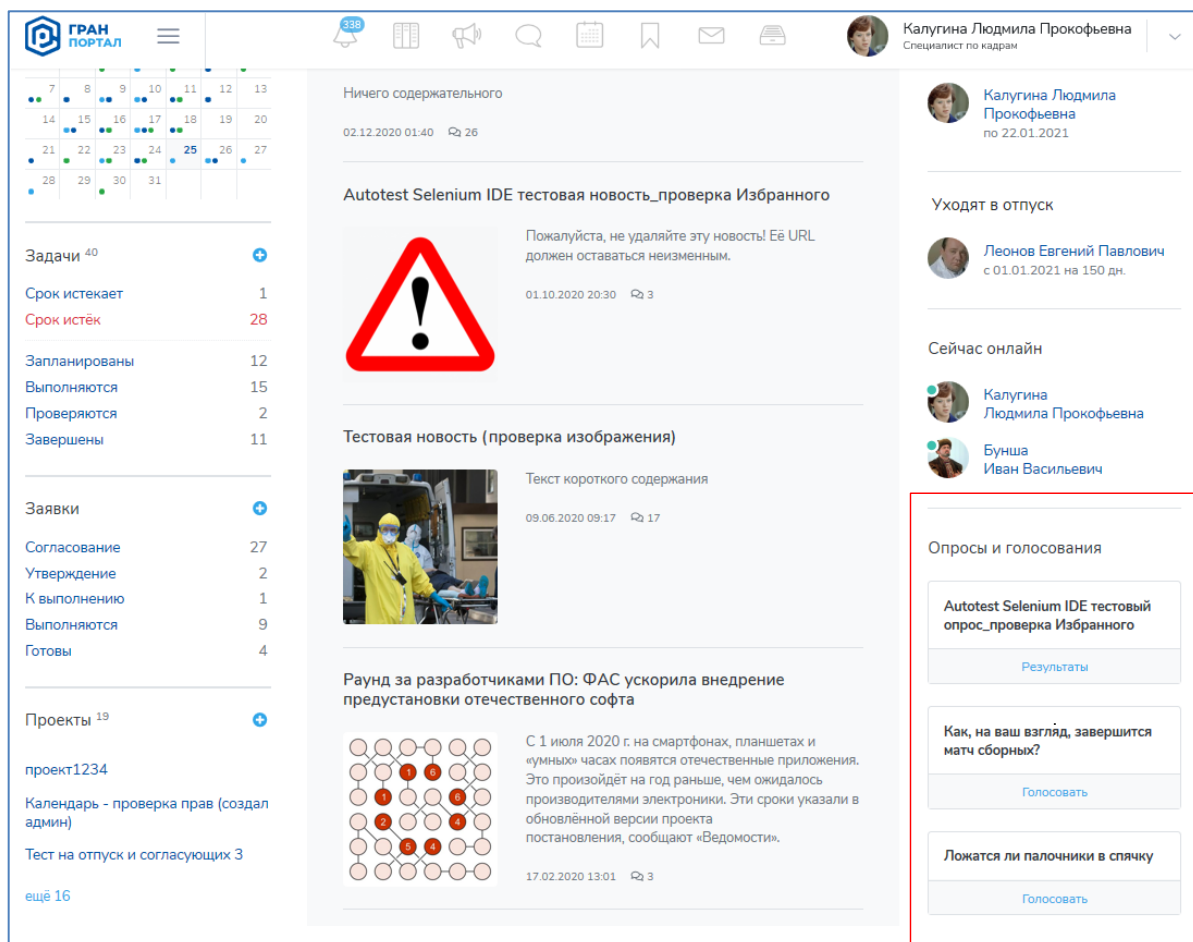 ГРАН
ПОРТАЛ
338
Калугина Людмила Прокофьевна
Специалист по кадрам
7 8 9 10 11 12 13
14 15 16 17 18 19 20
21 22 23 24 25 26 27
28 29 30 31
Задачи 40
Срок истекает 1
Срок истёк 28
Запланированы 12
Выполняются 15
Проверяются 2
Завершены 11
Заявки
Согласование 27
Утверждение 2
К выполнению 1
Выполняются 9
Готовы 4
Проекты 19
проект1234
Календарь - проверка прав (создал
админ)
Тест на отпуск и согласующих 3
ещё 16
Ничего содержательного
02.12.2020 01:40 26
Autotest Selenium IDE тестовая новость_проверка Избранного
Пожалуйста, не удаляйте эту новость! Её URL
должен оставаться неизменным.
01.10.2020 20:30 3
Тестовая новость (проверка изображения)
Текст короткого содержания
09.06.2020 09:17 17
Раунд за разработчиками ПО: ФАС ускорила внедрение
предустановки отечественного софта
1 6
1 6
2 4
5 4
С 1 июля 2020 г. на смартфонах, планшетах и
«умных» часах появятся отечественные приложения.
Это произойдёт на год раньше, чем ожидалось
производителями электроники. Эти сроки указали в
обновлённой версии проекта
постановления, сообщают «Ведомости».
17.02.2020 13:01 3
Калугина Людмила
Прокофьевна
по 22.01.2021
Уходят в отпуск
Леонов Евгений Павлович
с 01.01.2021 на 150 дн.
Сейчас онлайн
Калугина
Людмила Прокофьевна
Бунша
Иван Васильевич
Опросы и голосования
Autotest Selenium IDE тестовый
опрос_проверка Избранного
Результаты
Как, на ваш взгляд, завершится
матч сборных?
Голосовать
Ложатся ли палочники в спячку
Голосовать